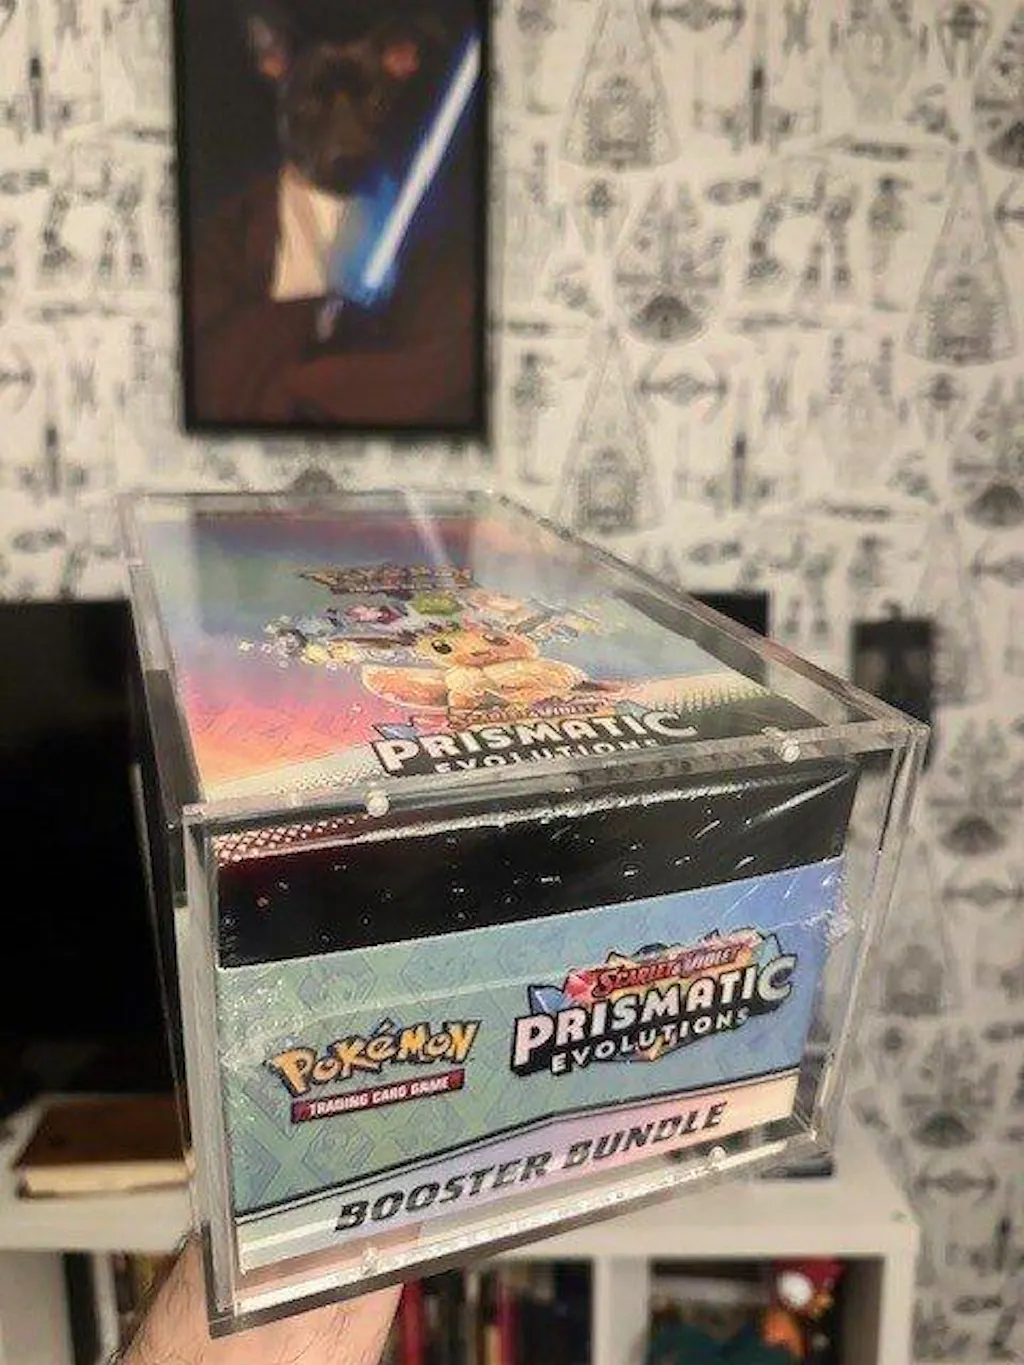 PRISMATIC
EVOLUTIONS
SCARLET & VIOLET
PRISMATIC
EVOLUTIONS
POKéMON
TRADING CARD GAME
BOOSTER BUNDLE